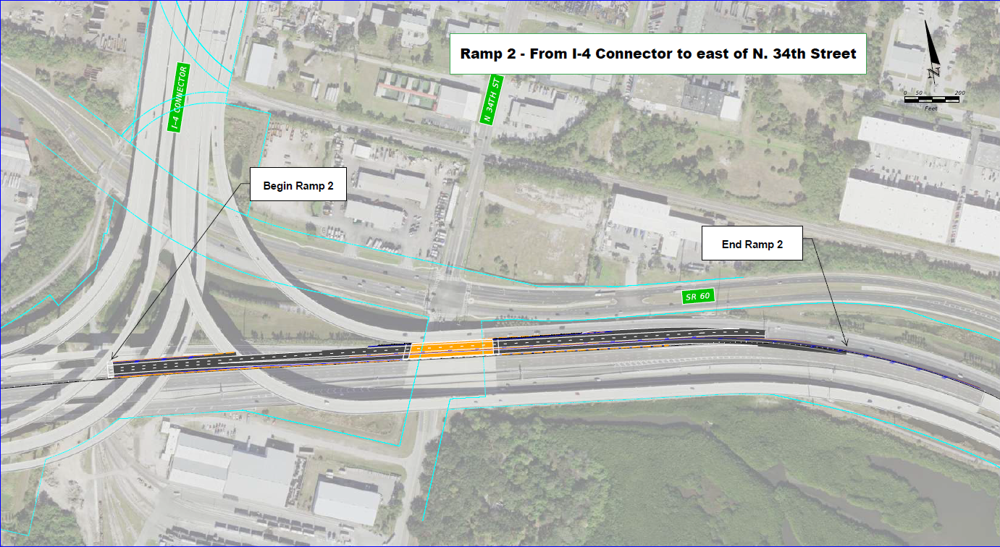 Ramp 2 - From I-4 Connector to east of N. 34th Street
I-4 CONNECTOR
N 34TH ST
N
0 50 200
Feet
Begin Ramp 2
End Ramp 2
SR 60